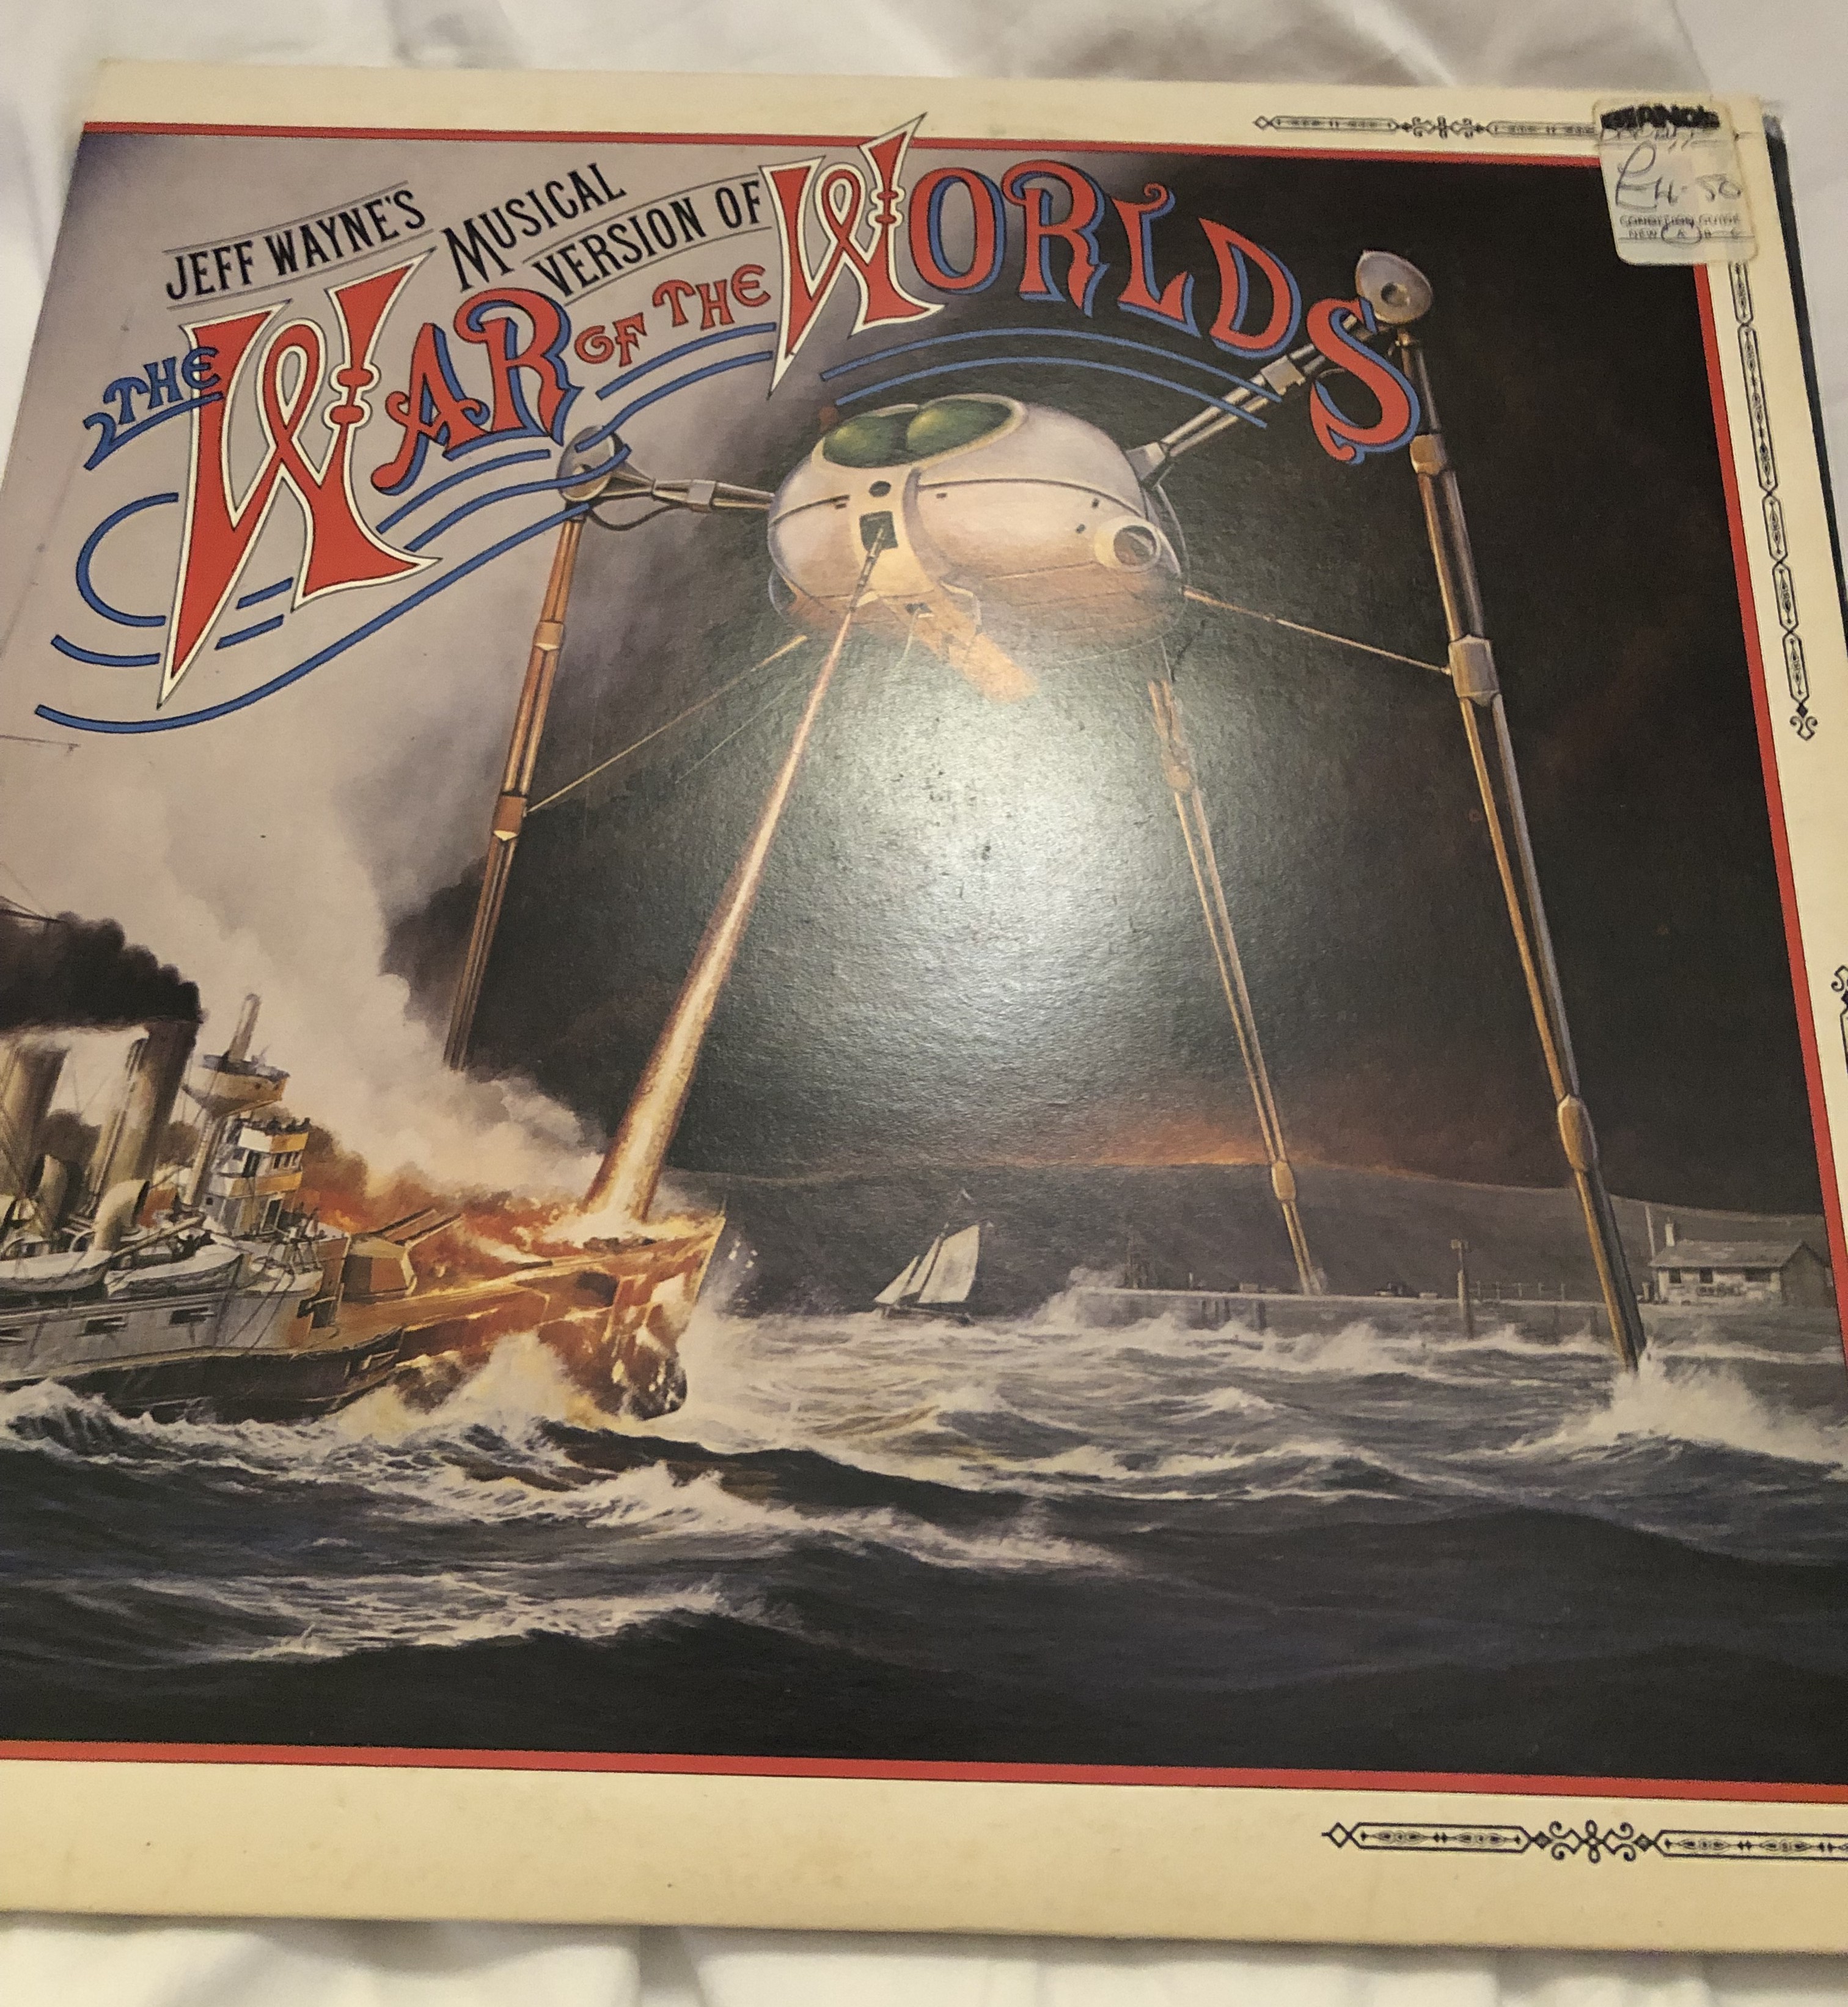 JEFF WAYNE'S
MUSICAL
VERSION OF
THE WAR OF THE WORLDS
£4.50
CONDITION GUIDE
NEW A B C